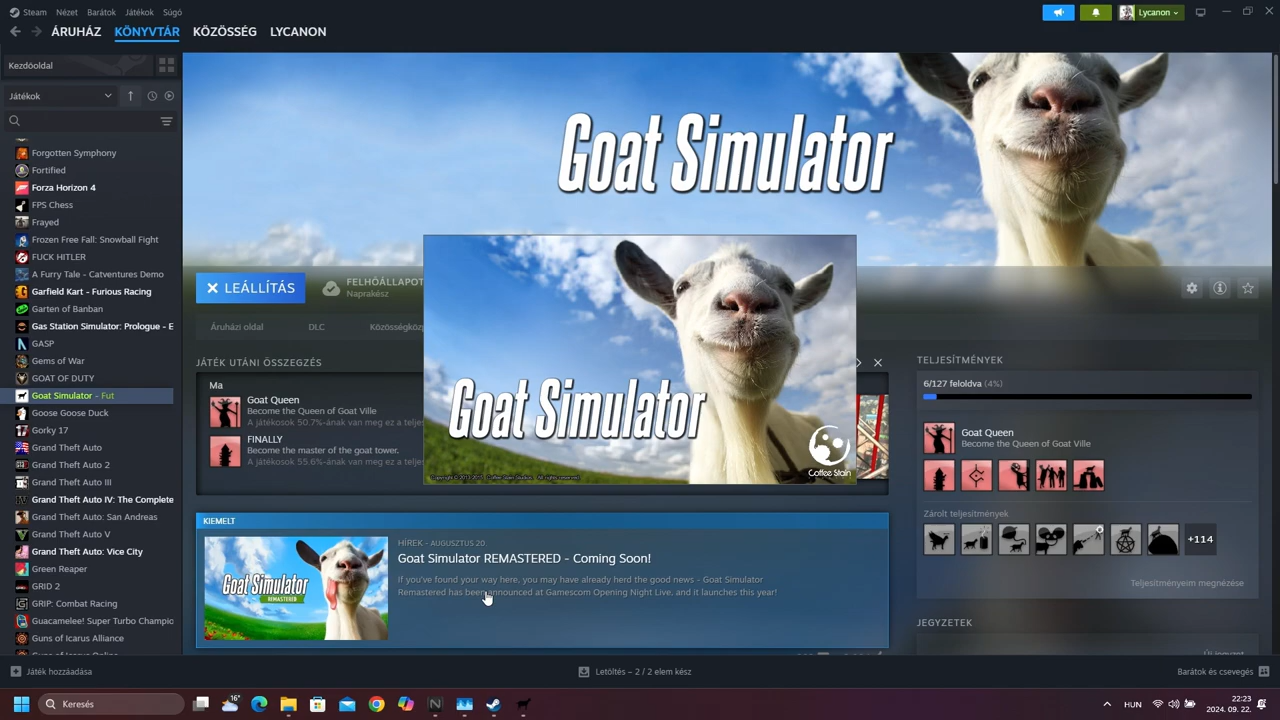 Steam Nézet Barátok Játékok Súgó
Lycanon
ÁRUHÁZ KÖNYVTÁR KÖZÖSSÉG LYCANON
Kezdőoldal
Játékok
Forgotten Symphony
Fortified
Forza Horizon 4
FPS Chess
Frayed
Frozen Free Fall: Snowball Fight
FUCK HITLER
A Furry Tale - Catventures Demo
Garfield Kart - Furious Racing
Garten of Banban
Gas Station Simulator: Prologue - E
GASP
Gems of War
GOAT OF DUTY
Goat Simulator - Fut
Goose Goose Duck
Gorky 17
Grand Theft Auto
Grand Theft Auto 2
Grand Theft Auto III
Grand Theft Auto IV: The Complete
Grand Theft Auto: San Andreas
Grand Theft Auto V
Grand Theft Auto: Vice City
Green Reaper
GRID 2
GRIP: Combat Racing
Guacamelee! Super Turbo Champio
Guns of Icarus Alliance
Guns of Icarus Online
Goat Simulator
LEÁLLÍTÁS
FELHŐÁLLAPOT
Naprakész
Áruházi oldal DLC Közösségközp
JÁTÉK UTÁNI ÖSSZEGZÉS
Ma
Goat Queen
Become the Queen of Goat Ville
A játékosok 50.7%-ának van meg ez a telje
FINALLY
Become the master of the goat tower.
A játékosok 55.6%-ának van meg ez a telje
Goat Simulator
Coffee Stain
KIEMELT
HÍREK - AUGUSZTUS 20.
Goat Simulator REMASTERED - Coming Soon!
If you've found your way here, you may have already herd the good news - Goat Simulator
Remastered has been announced at Gamescom Opening Night Live, and it launches this year!
Goat Simulator
REMASTERED
TELJESÍTMÉNYEK
6/127 feloldva (4%)
Goat Queen
Become the Queen of Goat Ville
Zárolt teljesítmények
+114
Teljesítményeim megnézése
JEGYZETEK
Játék hozzáadása
Letöltés – 2 / 2 elem kész
Barátok és csevegés
Keresés
16°
HUN
22:23
2024. 09. 22.